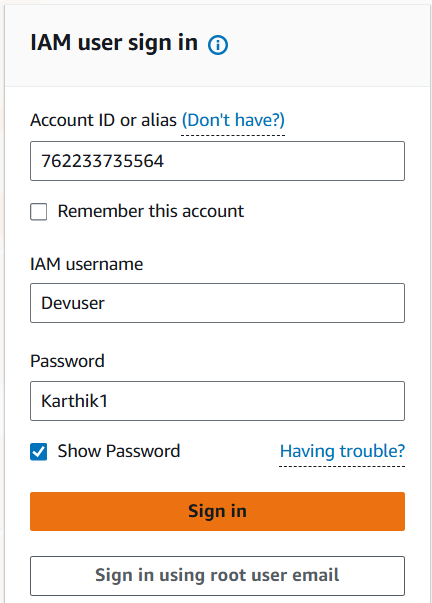 IAM user sign in
Account ID or alias (Don't have?)
762233735564
Remember this account
IAM username
Devuser
Password
Karthik1
Show Password Having trouble?
Sign in
Sign in using root user email